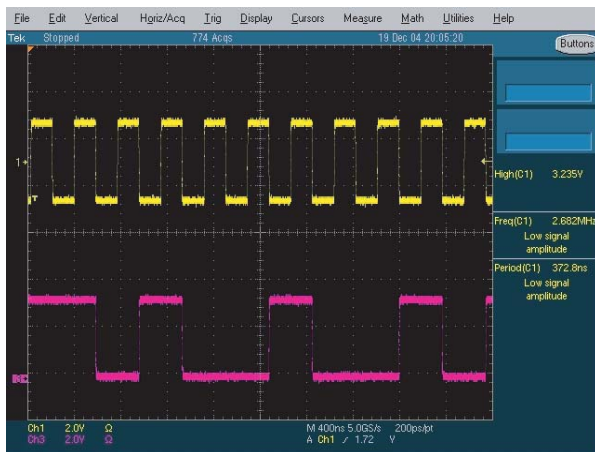 File Edit Vertical Horiz/Acq Trig Display Cursors Measure Math Utilities Help
Tek Stopped 774 Acqs 19 Dec 04 20:05:20
Buttons
1
T
High(C1) 3.235V
Freq(C1) 2.682MHz
Low signal
amplitude
Period(C1) 372.8ns
Low signal
amplitude
Ch1 2.0V Ω M 400ns 5.0GS/s 200ps/pt
Ch3 2.0V Ω A Ch1 ∕ 1.72 V